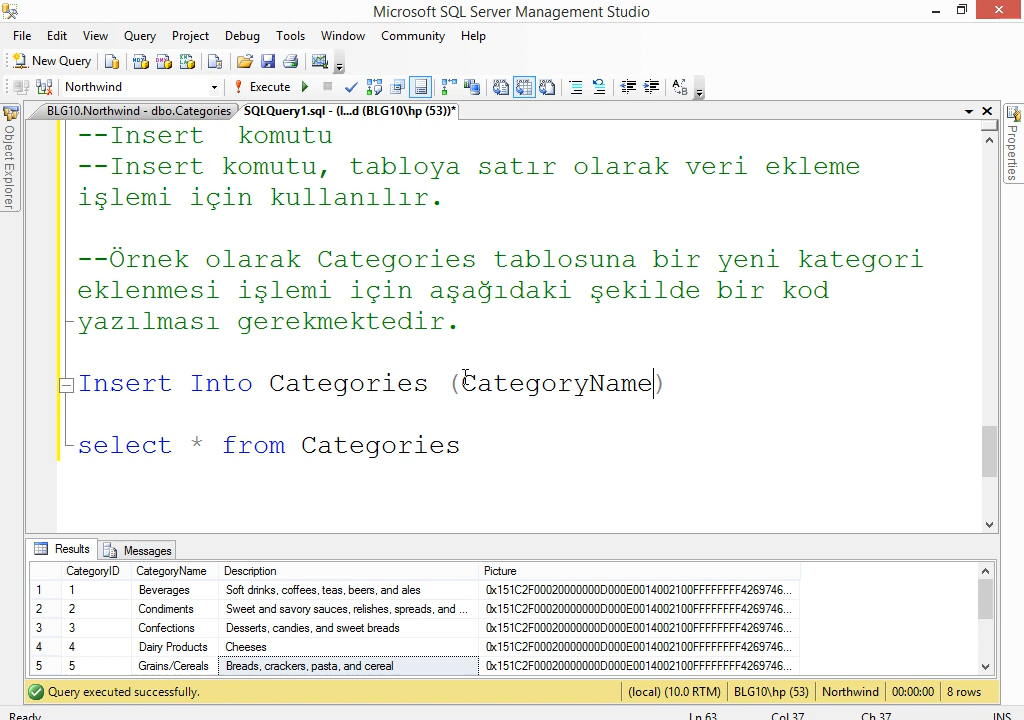 Microsoft SQL Server Management Studio
File Edit View Query Project Debug Tools Window Community Help
New Query
Northwind Execute
BLG10.Northwind - dbo.Categories SQLQuery1.sql - (l...d (BLG10\hp (53))*
Object Explorer
Properties
--Insert komutu
--Insert komutu, tabloya satır olarak veri ekleme
işlemi için kullanılır.
--Örnek olarak Categories tablosuna bir yeni kategori
eklenmesi işlemi için aşağıdaki şekilde bir kod
yazılması gerekmektedir.
Insert Into Categories (CategoryName)
select * from Categories
Results Messages
CategoryID CategoryName Description Picture
1 1 Beverages Soft drinks, coffees, teas, beers, and ales 0x151C2F00020000000D000E0014002100FFFFFFFF4269746...
2 2 Condiments Sweet and savory sauces, relishes, spreads, and ... 0x151C2F00020000000D000E0014002100FFFFFFFF4269746...
3 3 Confections Desserts, candies, and sweet breads 0x151C2F00020000000D000E0014002100FFFFFFFF4269746...
4 4 Dairy Products Cheeses 0x151C2F00020000000D000E0014002100FFFFFFFF4269746...
5 5 Grains/Cereals Breads, crackers, pasta, and cereal 0x151C2F00020000000D000E0014002100FFFFFFFF4269746...
Query executed successfully. (local) (10.0 RTM) BLG10\hp (53) Northwind 00:00:00 8 rows
Ready Ln 63 Col 37 Ch 37 INS